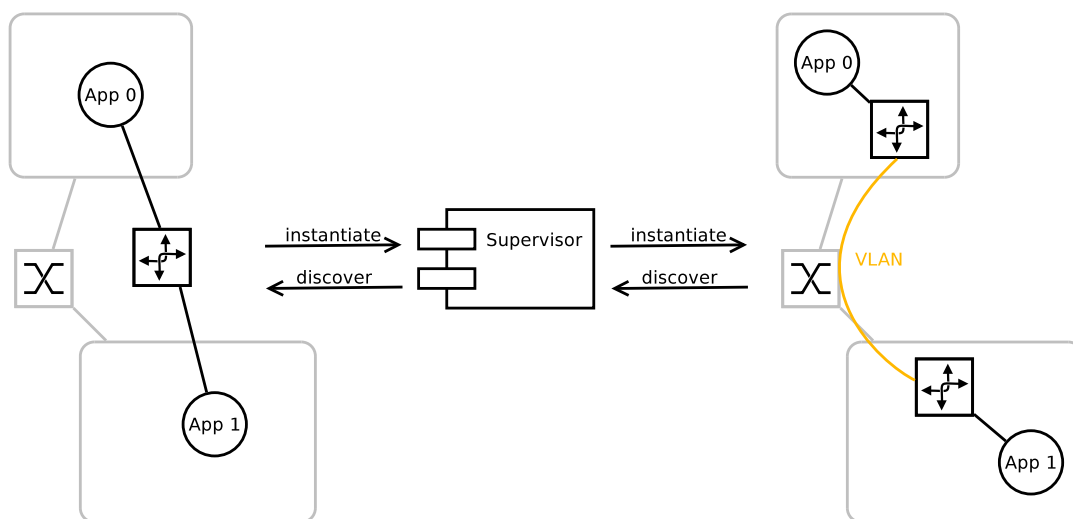 App 0
App 1
instantiate
discover
Supervisor
instantiate
discover
App 0
VLAN
App 1